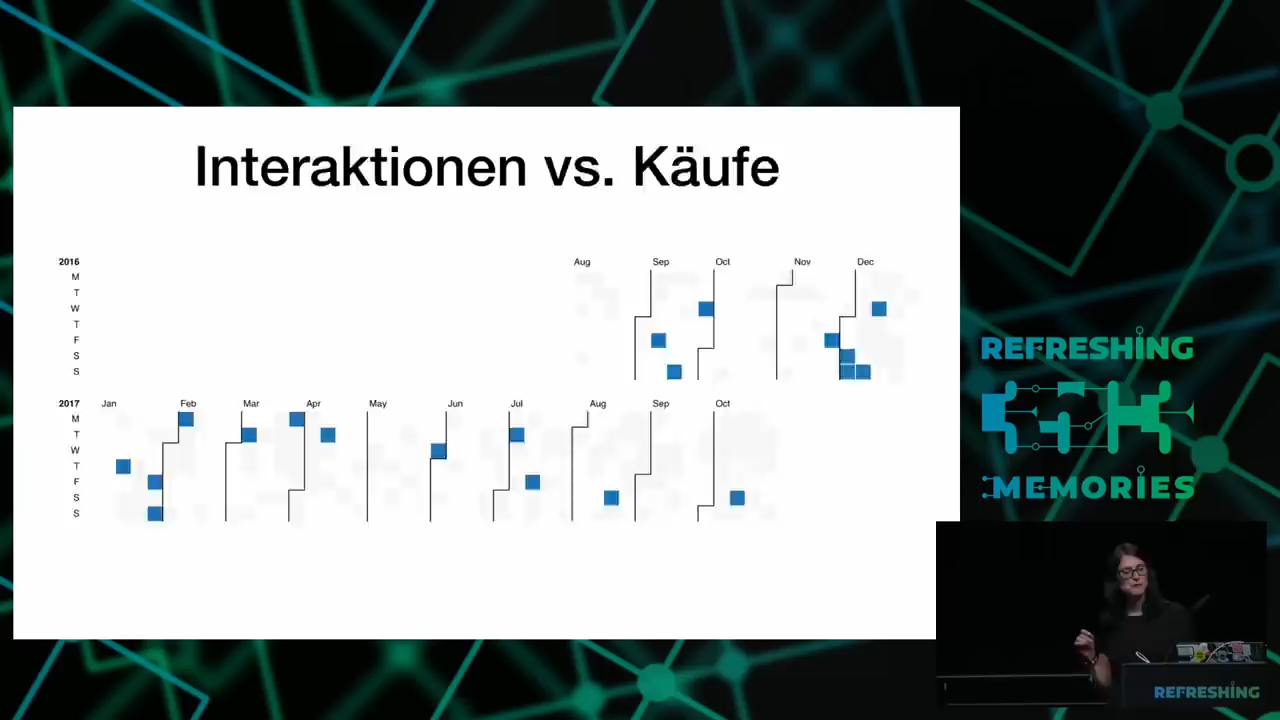 Interaktionen vs. Käufe
2016 Aug Sep Oct Nov Dec
M
T
W
T
F
S
S
2017 Jan Feb Mar Apr May Jun Jul Aug Sep Oct
M
T
W
T
F
S
S
REFRESHING
35C3
MEMORIES
REFRESHING